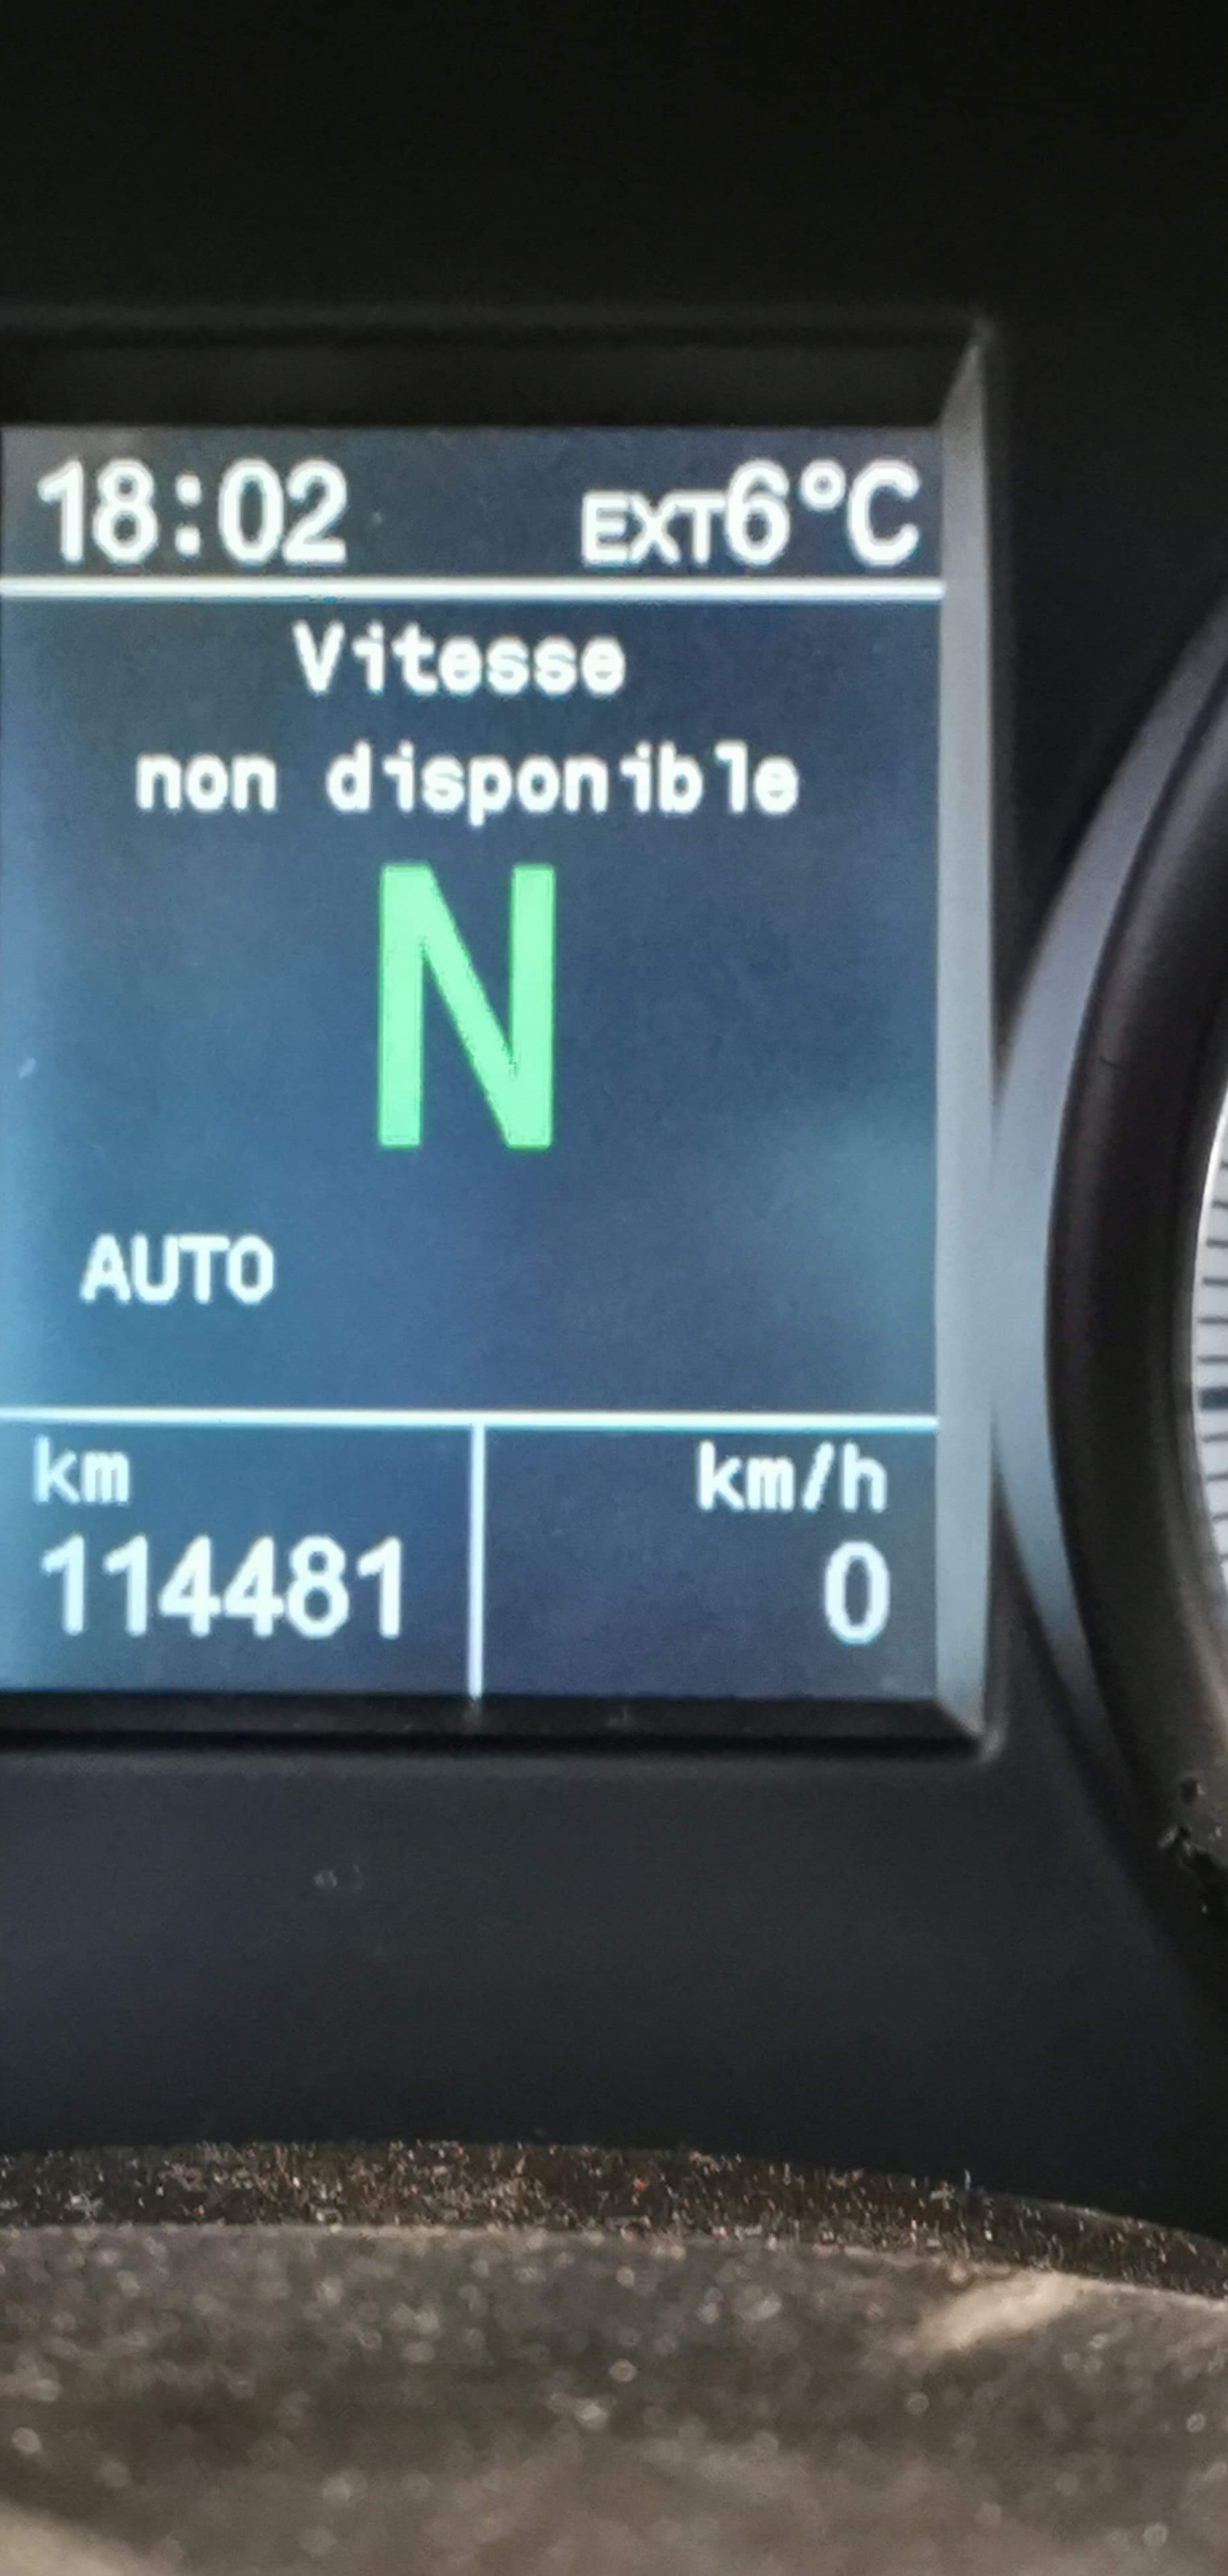 18:02 EXT6°C
Vitesse
non disponible
N
AUTO
km km/h
114481 0